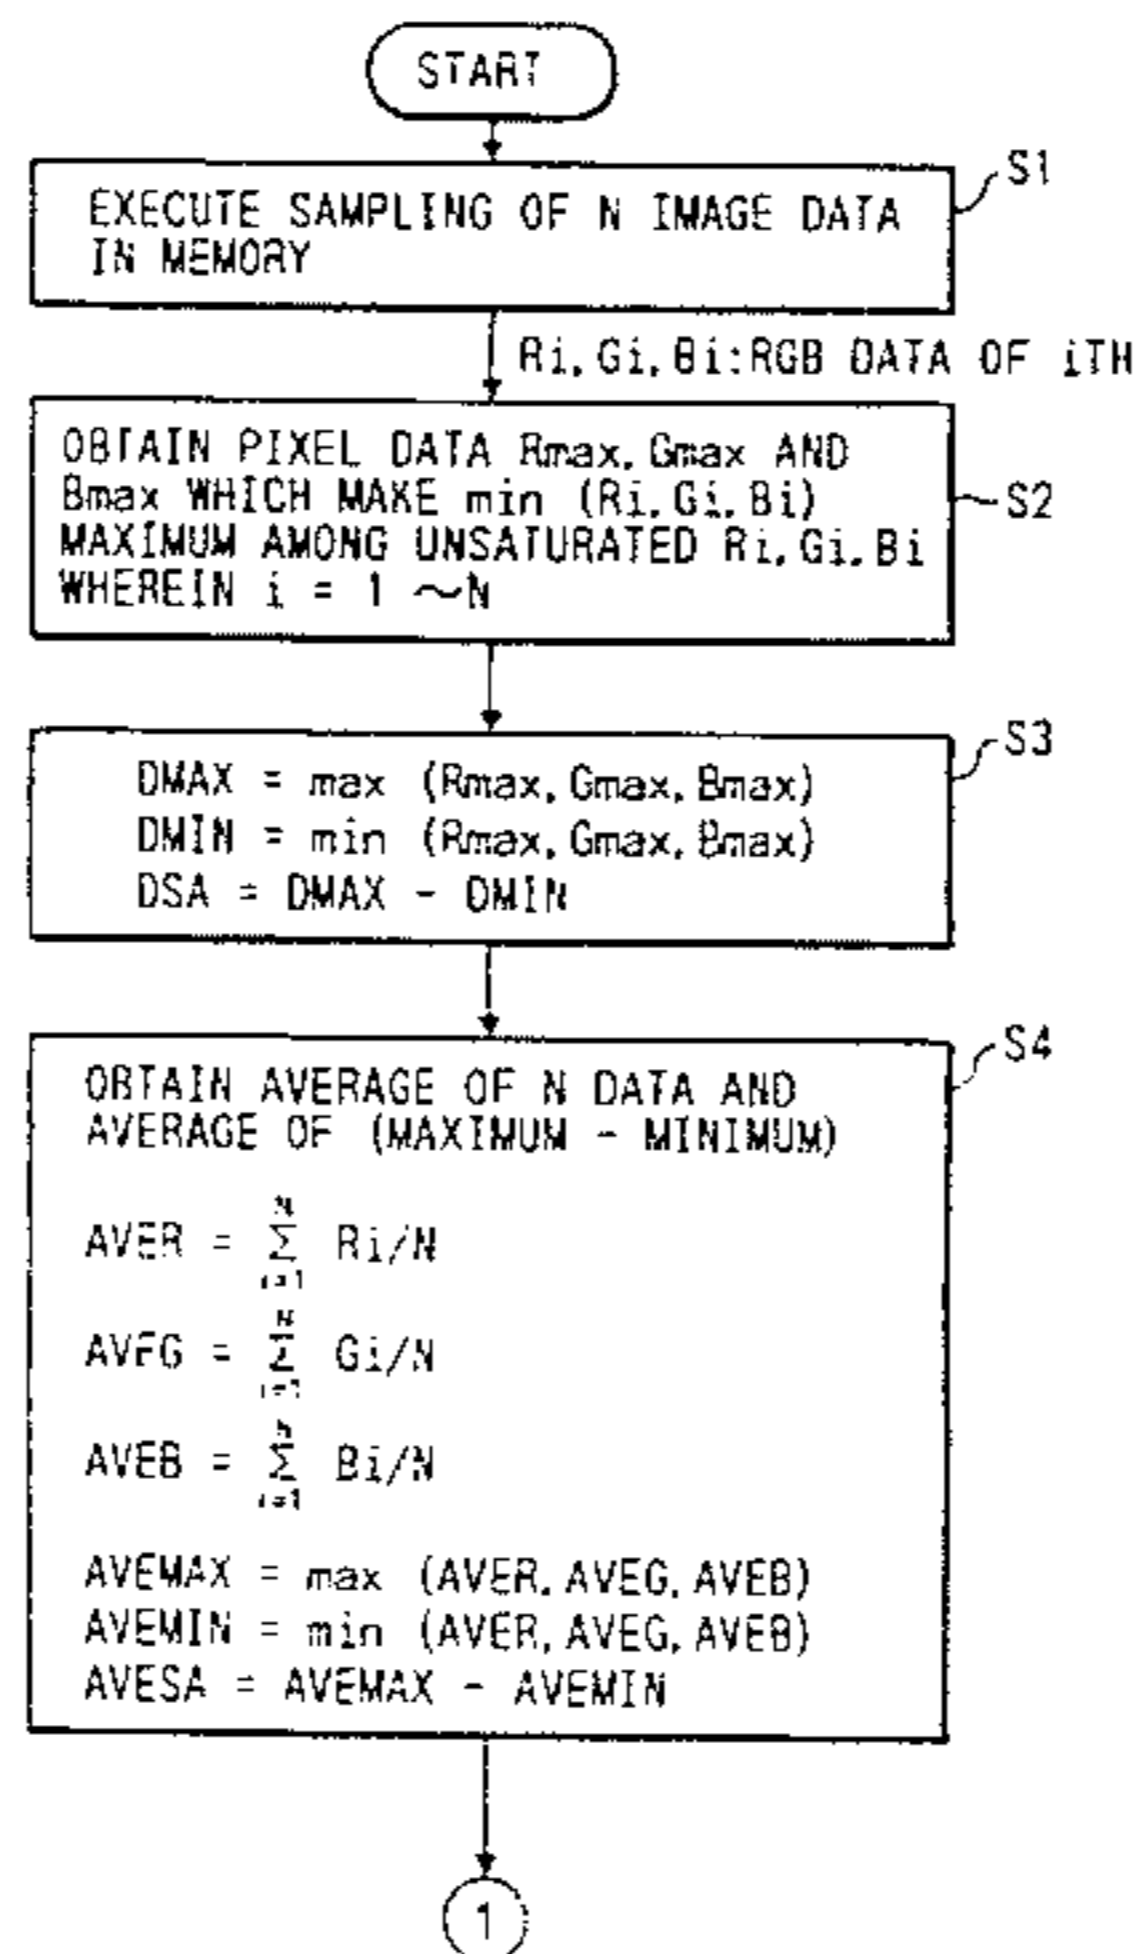 START
S1
EXECUTE SAMPLING OF N IMAGE DATA
IN MEMORY
Ri, Gi, Bi: RGB DATA OF iTH
S2
OBTAIN PIXEL DATA Rmax, Gmax AND
Bmax WHICH MAKE min (Ri, Gi, Bi)
MAXIMUM AMONG UNSATURATED Ri, Gi, Bi
WHEREIN i = 1 ~N
S3
DMAX = max (Rmax, Gmax, Bmax)
DMIN = min (Rmax, Gmax, Bmax)
DSA = DMAX - DMIN
S4
OBTAIN AVERAGE OF N DATA AND
AVERAGE OF (MAXIMUM - MINIMUM)
N
AVER = Σ Ri/N
i=1
N
AVEG = Σ Gi/N
i=1
N
AVEB = Σ Bi/N
i=1
AVEMAX = max (AVER, AVEG, AVEB)
AVEMIN = min (AVER, AVEG, AVEB)
AVESA = AVEMAX - AVEMIN
1